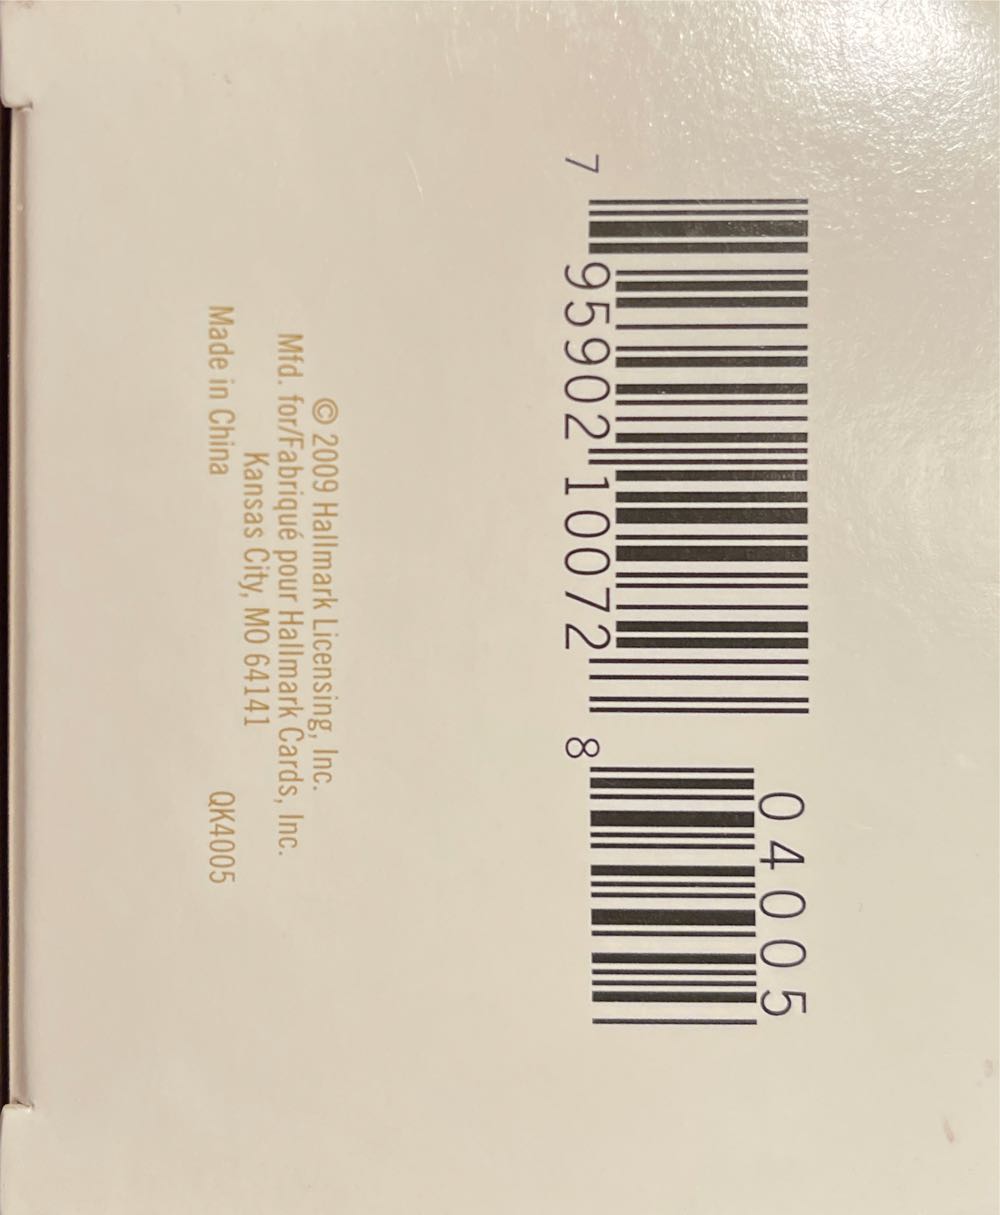 04005
7 95902 10072 8
© 2009 Hallmark Licensing, Inc.
Mfd. for/Fabriqué pour Hallmark Cards, Inc.
Kansas City, MO 64141
Made in China QK4005